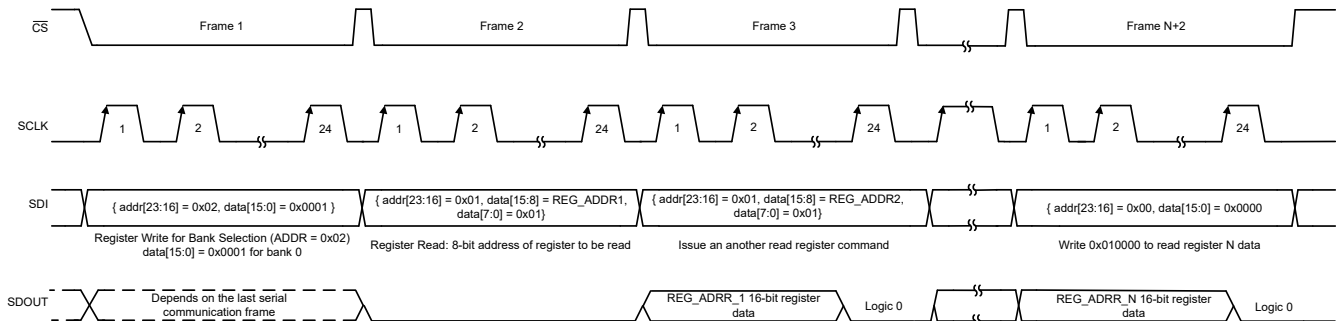 CS
Frame 1
Frame 2
Frame 3
Frame N+2
SCLK
1
2
24
1
2
24
1
2
24
1
2
24
SDI
{ addr[23:16] = 0x02, data[15:0] = 0x0001 }
{ addr[23:16] = 0x01, data[15:8] = REG_ADDR1,
data[7:0] = 0x01}
{ addr[23:16] = 0x01, data[15:8] = REG_ADDR2,
data[7:0] = 0x01}
{ addr[23:16] = 0x00, data[15:0] = 0x0000
Register Write for Bank Selection (ADDR = 0x02)
data[15:0] = 0x0001 for bank 0
Register Read: 8-bit address of register to be read
Issue an another read register command
Write 0x010000 to read register N data
SDOUT
Depends on the last serial
communication frame
REG_ADRR_1 16-bit register
data
Logic 0
REG_ADRR_N 16-bit register
data
Logic 0